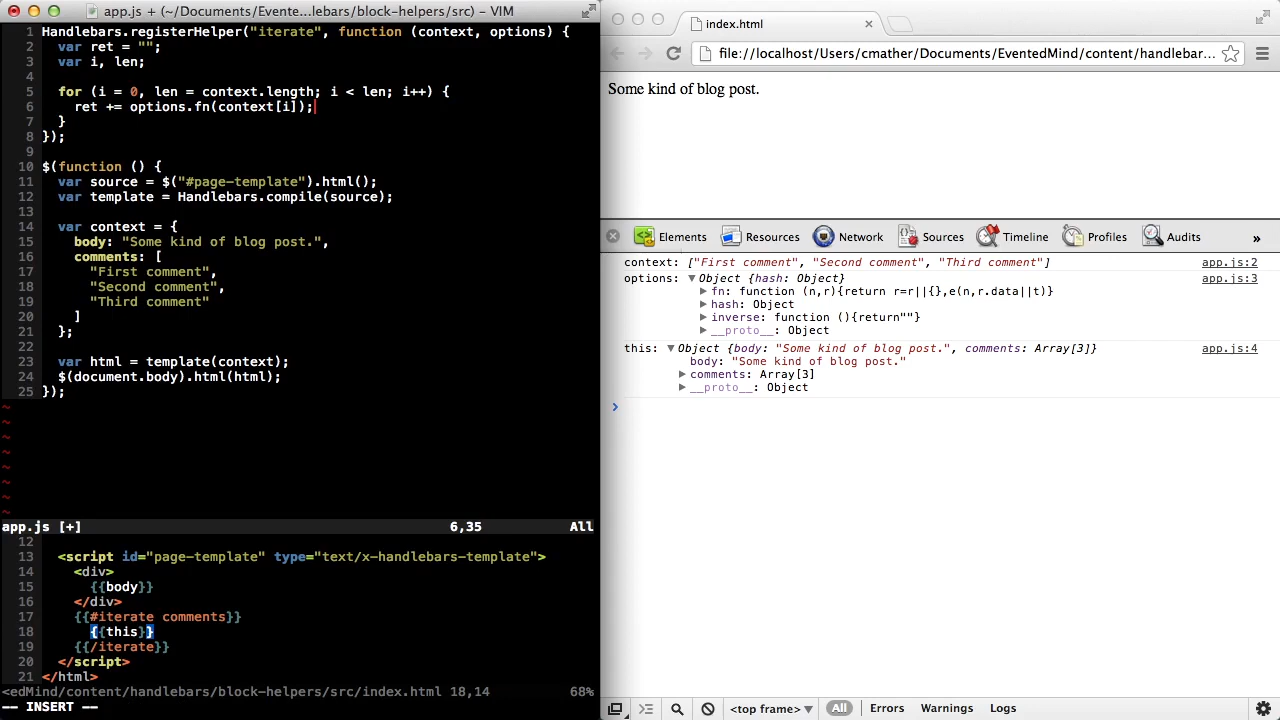 app.js + (~/Documents/Evente...lebars/block-helpers/src) – VIM
1 Handlebars.registerHelper("iterate", function (context, options) {
2   var ret = "";
3   var i, len;
4
5   for (i = 0, len = context.length; i < len; i++) {
6     ret += options.fn(context[i]);
7   }
8 });
9
10 $(function () {
11   var source = $("#page-template").html();
12   var template = Handlebars.compile(source);
13
14   var context = {
15     body: "Some kind of blog post.",
16     comments: [
17       "First comment",
18       "Second comment",
19       "Third comment"
20     ]
21   };
22
23   var html = template(context);
24   $(document.body).html(html);
25 });
~
~
~
~
~
~
~
~
app.js [+] 6,35 All
12
13   <script id="page-template" type="text/x-handlebars-template">
14     <div>
15       {{body}}
16     </div>
17     {{#iterate comments}}
18       {{this}}
19     {{/iterate}}
20   </script>
21 </html>
<edMind/content/handlebars/block-helpers/src/index.html 18,14 68%
-- INSERT --
index.html
file://localhost/Users/cmather/Documents/EventedMind/content/handlebar...
Some kind of blog post.
Elements Resources Network Sources Timeline Profiles Audits »
context: ["First comment", "Second comment", "Third comment"] app.js:2
options: ▼Object {hash: Object} app.js:3
▶fn: function (n,r){return r=r||{},e(n,r.data||t)}
▶hash: Object
▶inverse: function (){return""}
▶__proto__: Object
this: ▼Object {body: "Some kind of blog post.", comments: Array[3]} app.js:4
body: "Some kind of blog post."
▶comments: Array[3]
▶__proto__: Object
>
<top frame> ▼ All Errors Warnings Logs